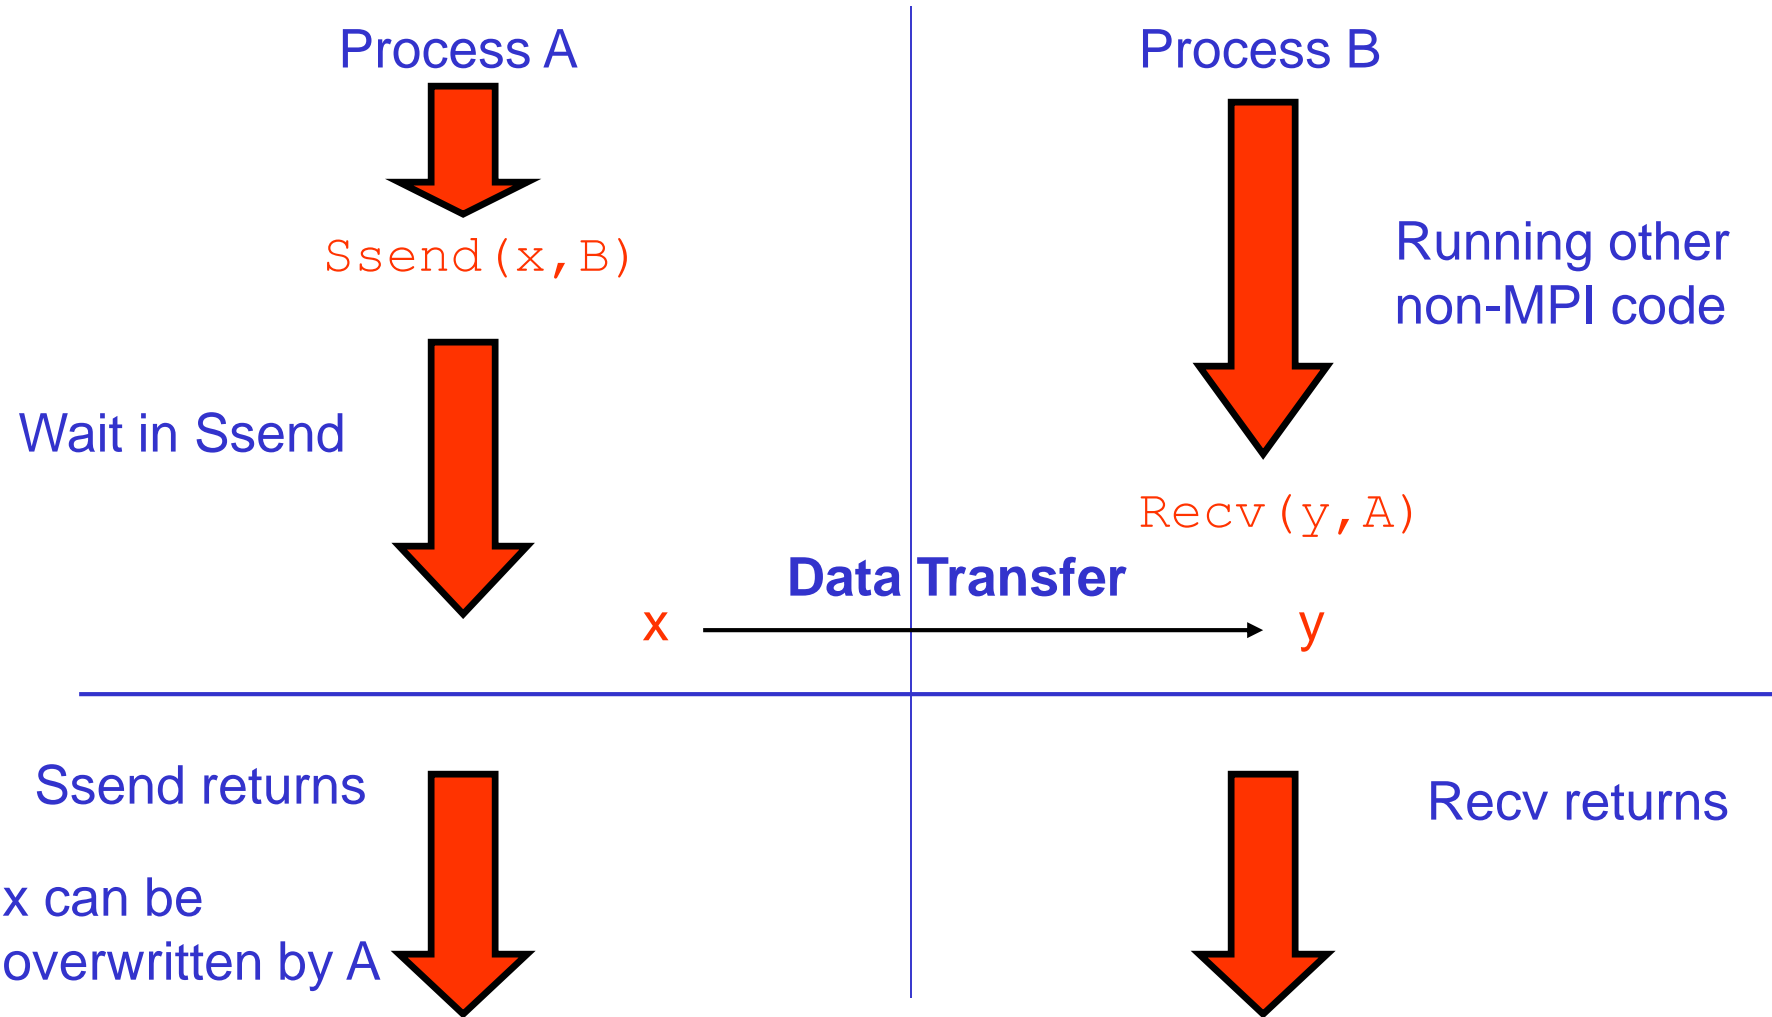 Process A
Process B
Ssend(x,B)
Running other
non-MPI code
Wait in Ssend
Recv(y,A)
Data Transfer
x
y
Ssend returns
Recv returns
x can be
overwritten by A